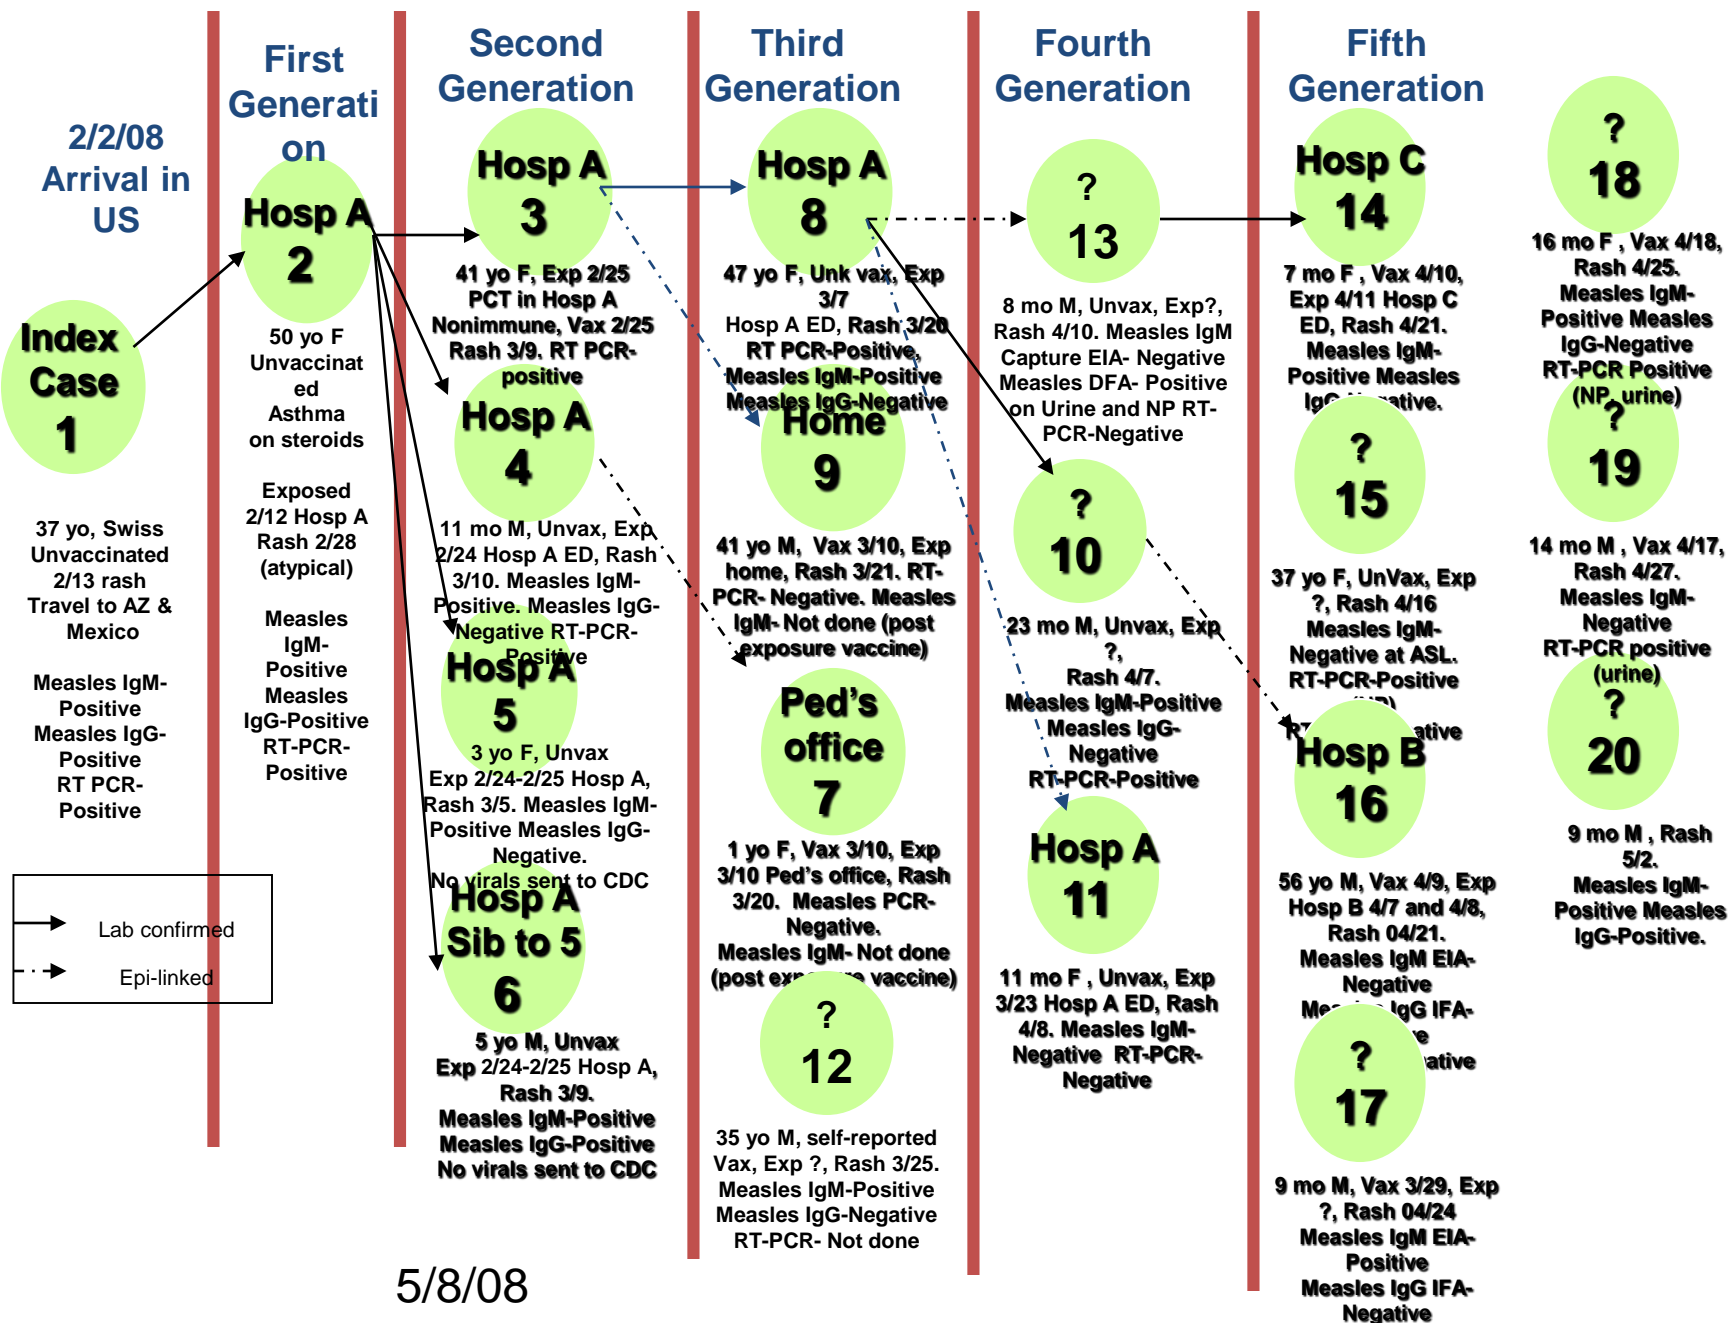 2/2/08
Arrival in
US
Index
Case
1
37 yo, Swiss
Unvaccinated
2/13 rash
Travel to AZ &
Mexico
Measles IgM-
Positive
Measles IgG-
Positive
RT PCR-
Positive
Lab confirmed
Epi-linked
First
Generati
on
Hosp A
2
50 yo F
Unvaccinat
ed
Asthma
on steroids
Exposed
2/12 Hosp A
Rash 2/28
(atypical)
Measles
IgM-
Positive
Measles
IgG-Positive
RT-PCR-
Positive
Second
Generation
Hosp A
3
41 yo F, Exp 2/25
PCT in Hosp A
Nonimmune, Vax 2/25
Rash 3/9. RT PCR-
positive
Hosp A
4
11 mo M, Unvax, Exp
2/24 Hosp A ED, Rash
3/10. Measles IgM-
Positive. Measles IgG-
Negative RT-PCR-
Positive
Hosp A
5
3 yo F, Unvax
Exp 2/24-2/25 Hosp A,
Rash 3/5. Measles IgM-
Positive Measles IgG-
Negative.
No virals sent to CDC
Hosp A
Sib to 5
6
5 yo M, Unvax
Exp 2/24-2/25 Hosp A,
Rash 3/9.
Measles IgM-Positive
Measles IgG-Positive
No virals sent to CDC
5/8/08
Third
Generation
Hosp A
8
47 yo F, Unk vax, Exp
3/7
Hosp A ED, Rash 3/20
RT PCR-Positive,
Measles IgM-Positive
Measles IgG-Negative
Home
9
41 yo M, Vax 3/10, Exp
home, Rash 3/21. RT-
PCR- Negative. Measles
IgM- Not done (post
exposure vaccine)
Ped's
office
7
1 yo F, Vax 3/10, Exp
3/10 Ped's office, Rash
3/20. Measles PCR-
Negative.
Measles IgM- Not done
(post exposure vaccine)
?
12
35 yo M, self-reported
Vax, Exp ?, Rash 3/25.
Measles IgM-Positive
Measles IgG-Negative
RT-PCR- Not done
Fourth
Generation
?
13
8 mo M, Unvax, Exp?,
Rash 4/10. Measles IgM
Capture EIA- Negative
Measles DFA- Positive
on Urine and NP RT-
PCR-Negative
?
10
23 mo M, Unvax, Exp
?,
Rash 4/7.
Measles IgM-Positive
Measles IgG-
Negative
RT-PCR-Positive
Hosp A
11
11 mo F , Unvax, Exp
3/23 Hosp A ED, Rash
4/8. Measles IgM-
Negative RT-PCR-
Negative
Fifth
Generation
Hosp C
14
7 mo F , Vax 4/10,
Exp 4/11 Hosp C
ED, Rash 4/21.
Measles IgM-
Positive Measles
IgG-Negative.
?
15
37 yo F, UnVax, Exp
?, Rash 4/16
Measles IgM-
Negative at ASL.
RT-PCR-Positive
Hosp B
16
56 yo M, Vax 4/9, Exp
Hosp B 4/7 and 4/8,
Rash 04/21.
Measles IgM EIA-
Negative
Measles IgG IFA-
?
17
9 mo M, Vax 3/29, Exp
?, Rash 04/24
Measles IgM EIA-
Positive
Measles IgG IFA-
Negative
?
18
16 mo F , Vax 4/18,
Rash 4/25.
Measles IgM-
Positive Measles
IgG-Negative
RT-PCR Positive
(NP, urine)
?
19
14 mo M , Vax 4/17,
Rash 4/27.
Measles IgM-
Negative
RT-PCR positive
(urine)
?
20
9 mo M , Rash
5/2.
Measles IgM-
Positive Measles
IgG-Positive.